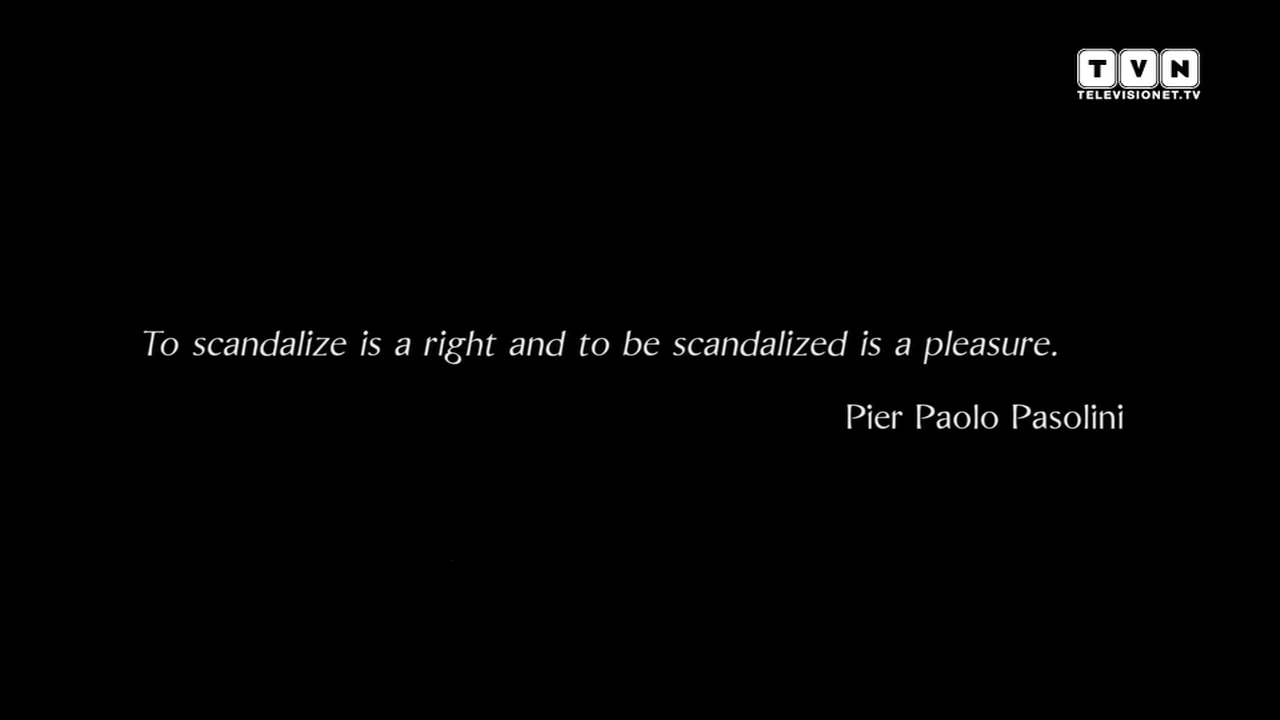 TVN
TELEVISIONET.TV
To scandalize is a right and to be scandalized is a pleasure.
Pier Paolo Pasolini